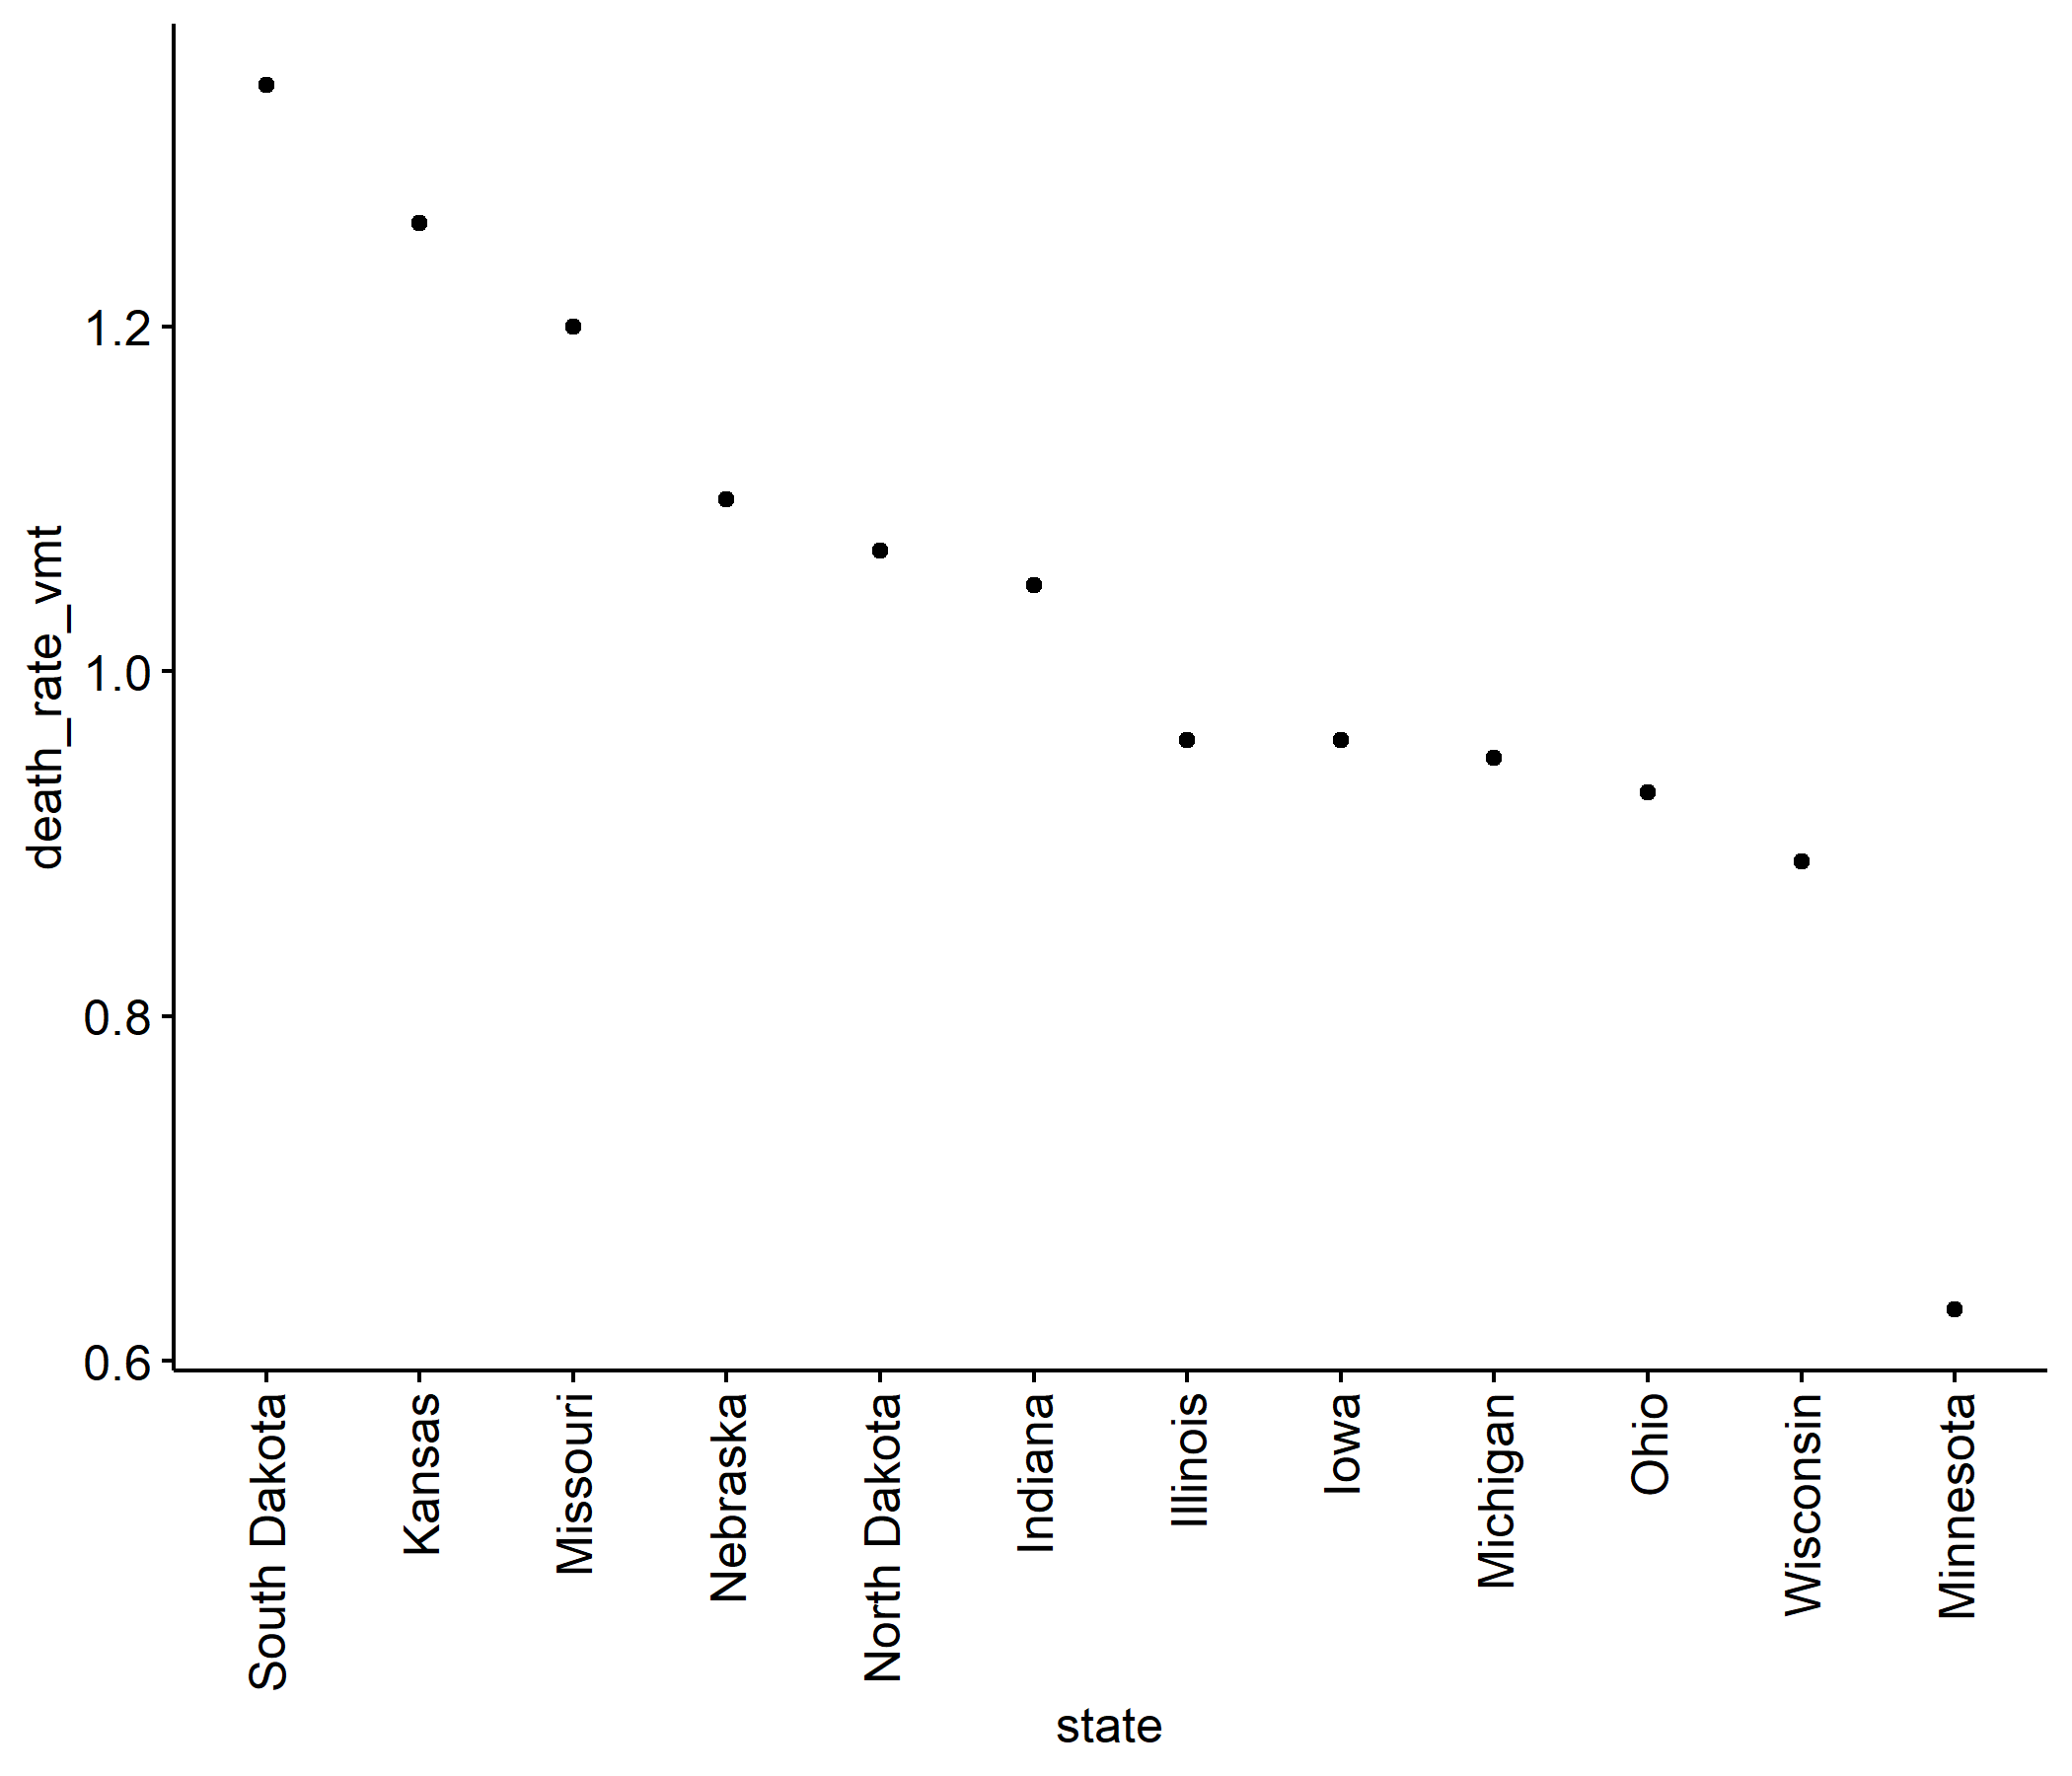 death_rate_vmt
1.2
1.0
0.8
0.6
South Dakota
Kansas
Missouri
Nebraska
North Dakota
Indiana
Illinois
Iowa
Michigan
Ohio
Wisconsin
Minnesota
state